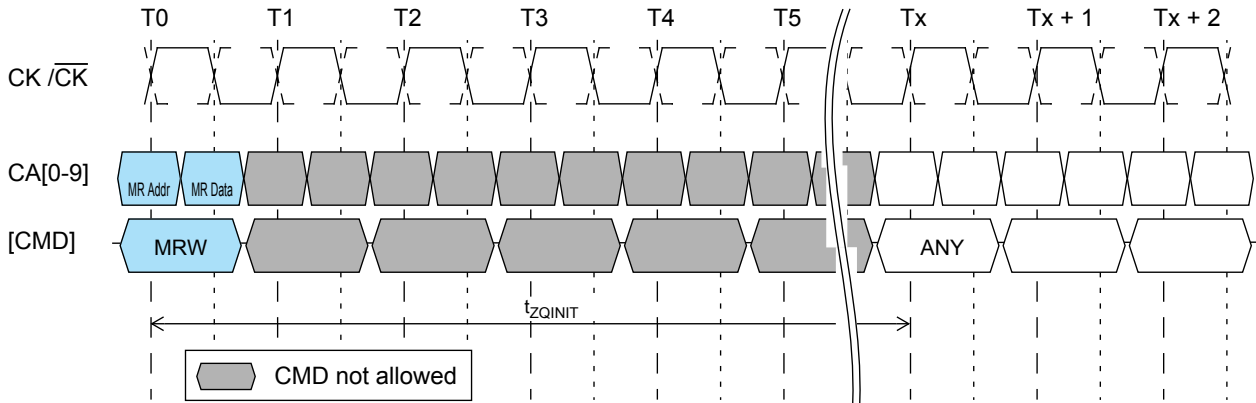 T0 T1 T2 T3 T4 T5 Tx Tx + 1 Tx + 2
CK /C̅K̅
CA[0-9] MR Addr MR Data
[CMD] MRW ANY
tZQINIT
CMD not allowed